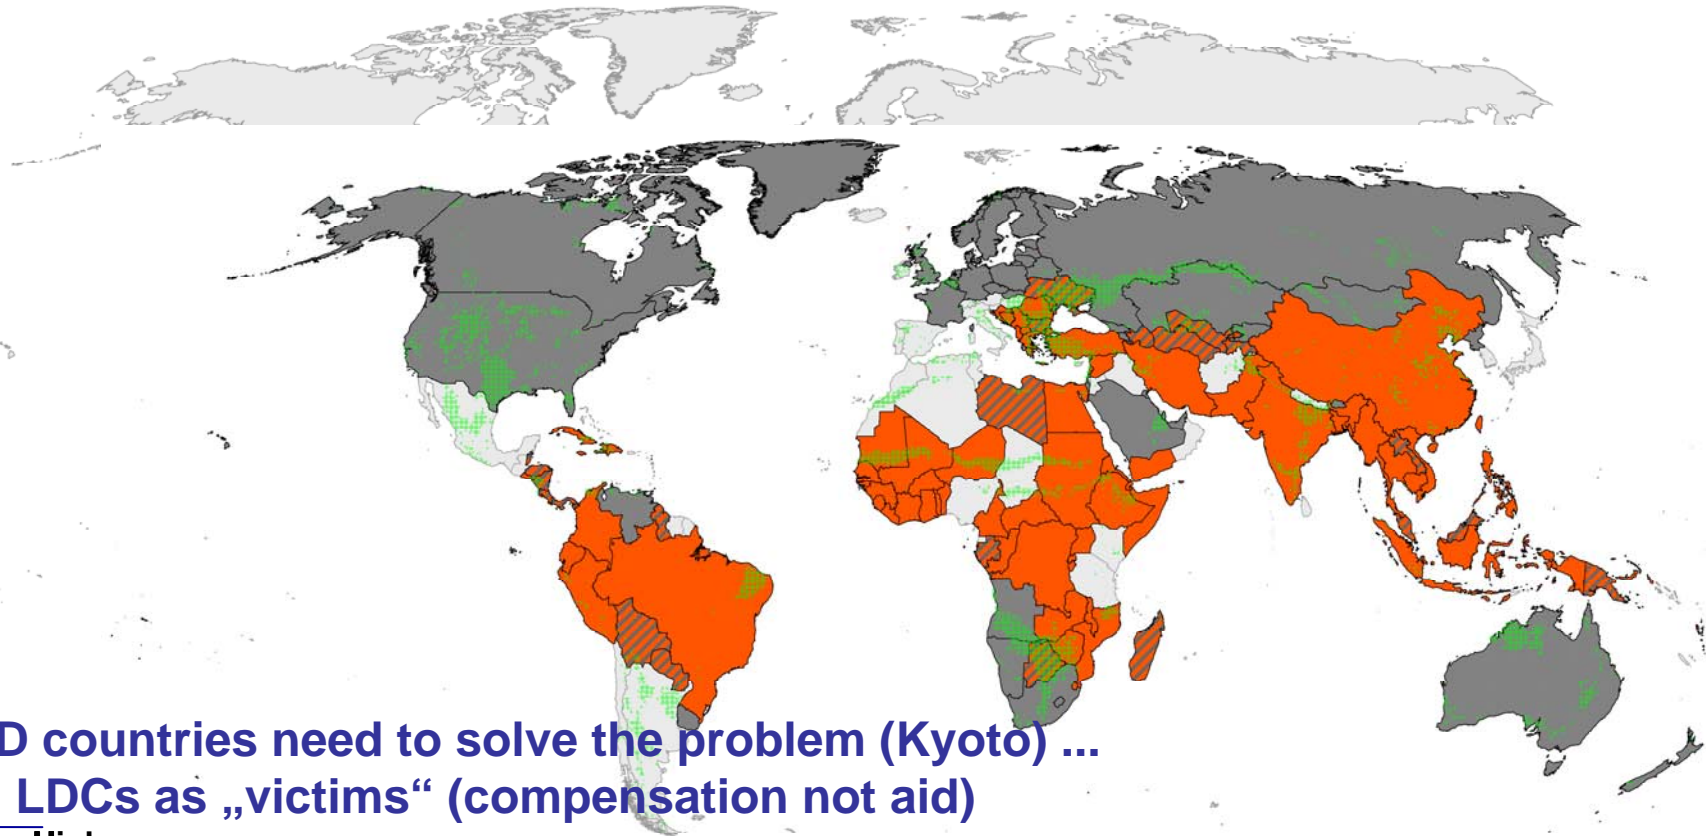 D countries need to solve the problem (Kyoto) ...
LDCs as „victims“ (compensation not aid)